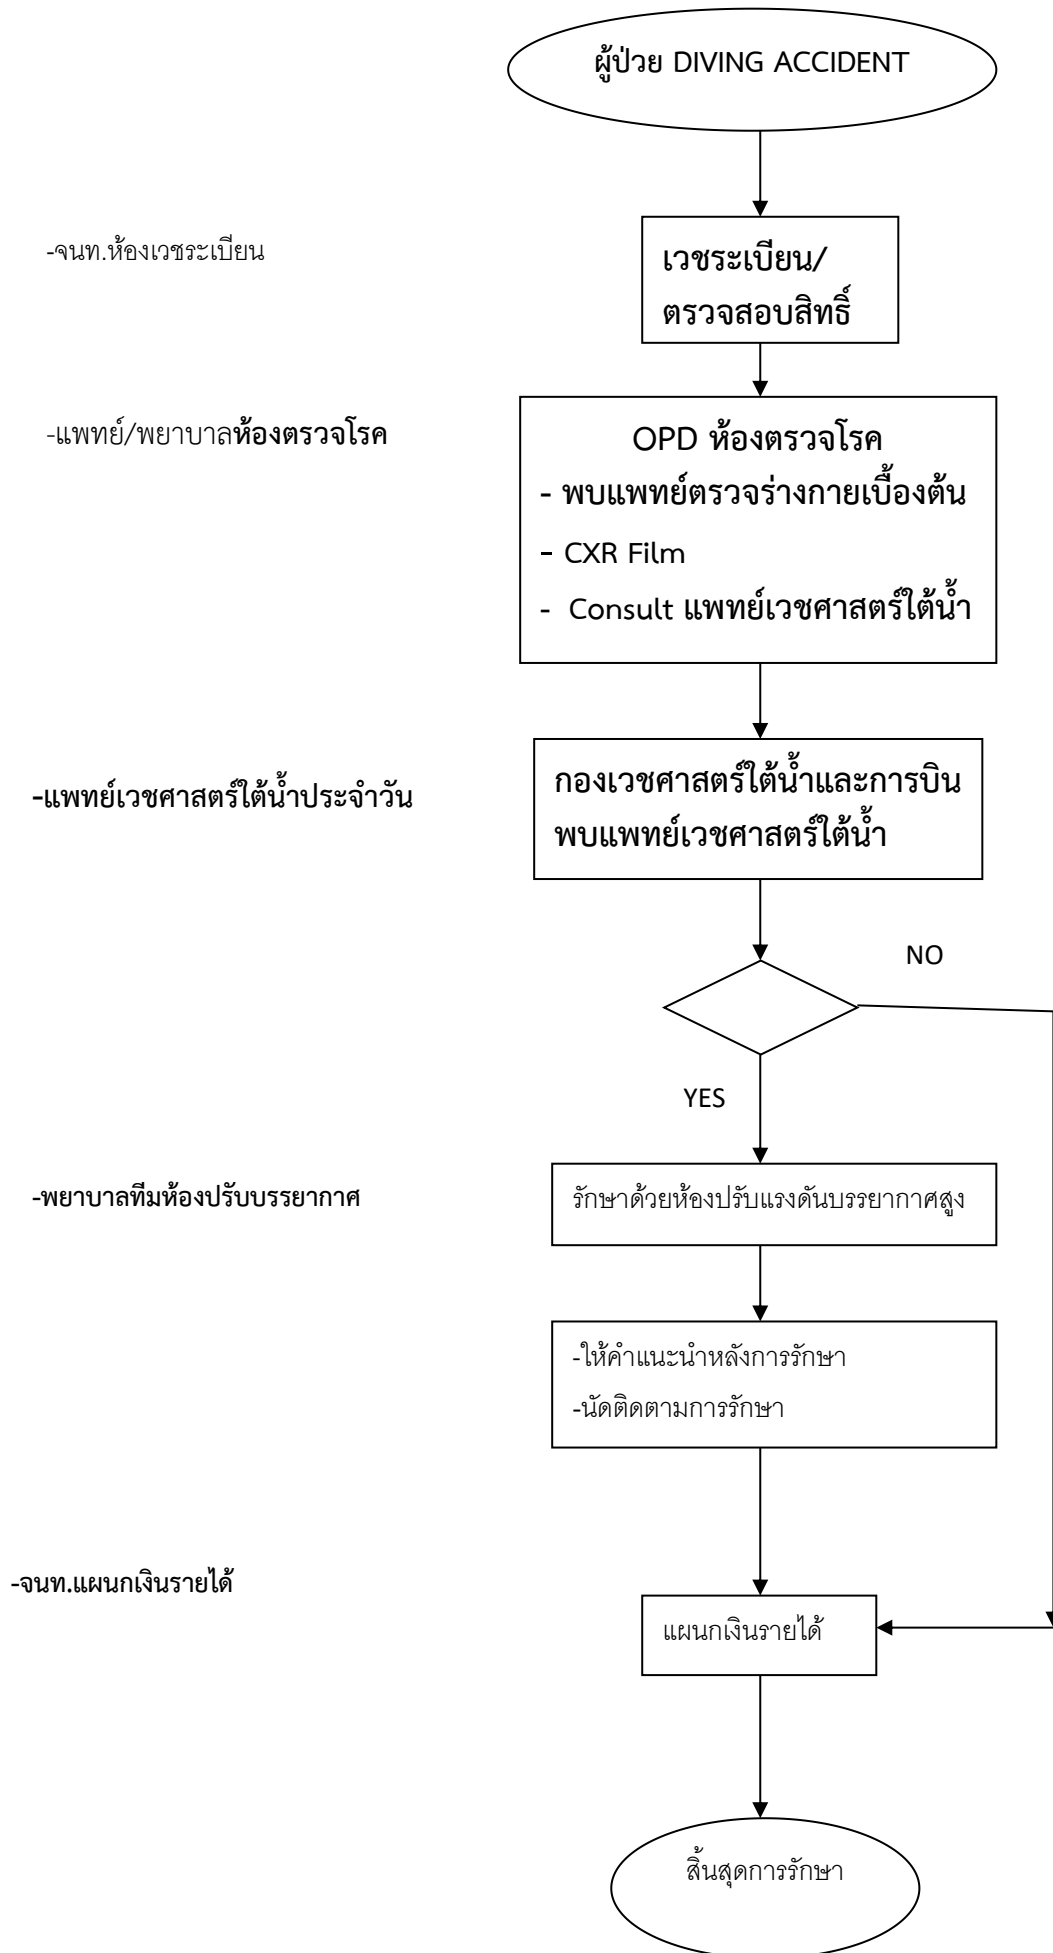 ผู้ป่วย DIVING ACCIDENT
-จนท.ห้องเวชระเบียน
เวชระเบียน/
ตรวจสอบสิทธิ์
-แพทย์/พยาบาลห้องตรวจโรค
OPD ห้องตรวจโรค
- พบแพทย์ตรวจร่างกายเบื้องต้น
- CXR Film
- Consult แพทย์เวชศาสตร์ใต้น้ำ
-แพทย์เวชศาสตร์ใต้น้ำประจำวัน
กองเวชศาสตร์ใต้น้ำและการบิน
พบแพทย์เวชศาสตร์ใต้น้ำ
NO
YES
-พยาบาลทีมห้องปรับบรรยากาศ
รักษาด้วยห้องปรับแรงดันบรรยากาศสูง
-ให้คำแนะนำหลังการรักษา
-นัดติดตามการรักษา
-จนท.แผนกเงินรายได้
แผนกเงินรายได้
สิ้นสุดการรักษา